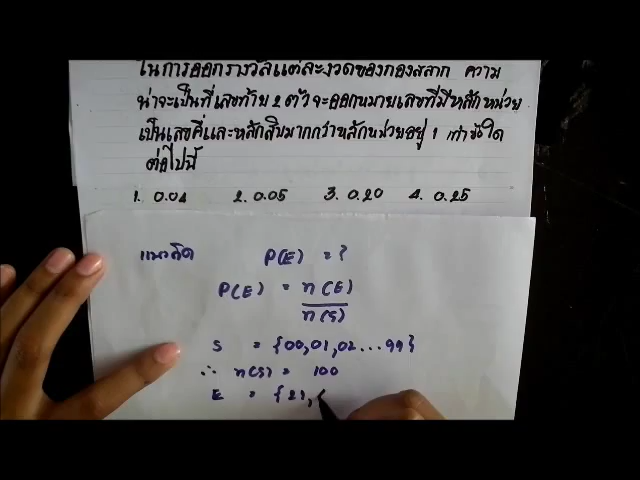 ในการออกรางวัลแต่ละงวดของกองสลาก ความ
น่าจะเป็นที่เลขท้าย 2 ตัวจะออกหมายเลขที่มีหลักหน่วย
เป็นเลขคี่และหลักสิบมากกว่าหลักหน่วยอยู่ 1 เท่ากับข้อใด
ต่อไปนี้
1. 0.04 2. 0.05 3. 0.20 4. 0.25
แนวคิด P(E) = ?
P(E) = n(E)
n(S)
S = {00,01,02...99}
∴ n(S) = 100
E = {21,